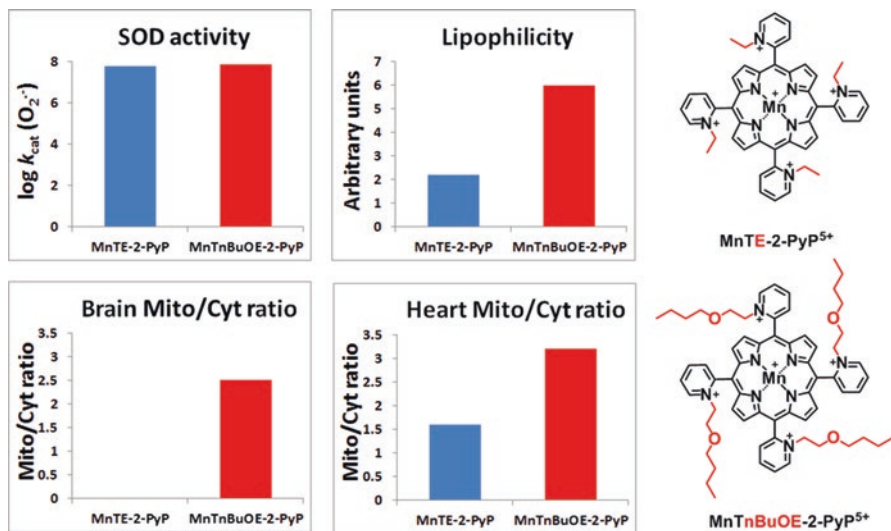 SOD activity
log kcat (O2·-)
8
6
4
2
0
MnTE-2-PyP
MnTnBuOE-2-PyP
Lipophilicity
Arbitrary units
7
6
5
4
3
2
1
0
MnTE-2-PyP
MnTnBuOE-2-PyP
N
+
N
+
N
+
N
+
N
N
N
N
Mn
+
MnTE-2-PyP5+
Brain Mito/Cyt ratio
Mito/Cyt ratio
3.5
3
2.5
2
1.5
1
0.5
0
MnTE-2-PyP
MnTnBuOE-2-PyP
Heart Mito/Cyt ratio
Mito/Cyt ratio
3.5
3
2.5
2
1.5
1
0.5
0
MnTE-2-PyP
MnTnBuOE-2-PyP
O
N
+
O
N
+
N
+
O
N
+
O
N
N
N
N
Mn
+
MnTnBuOE-2-PyP5+